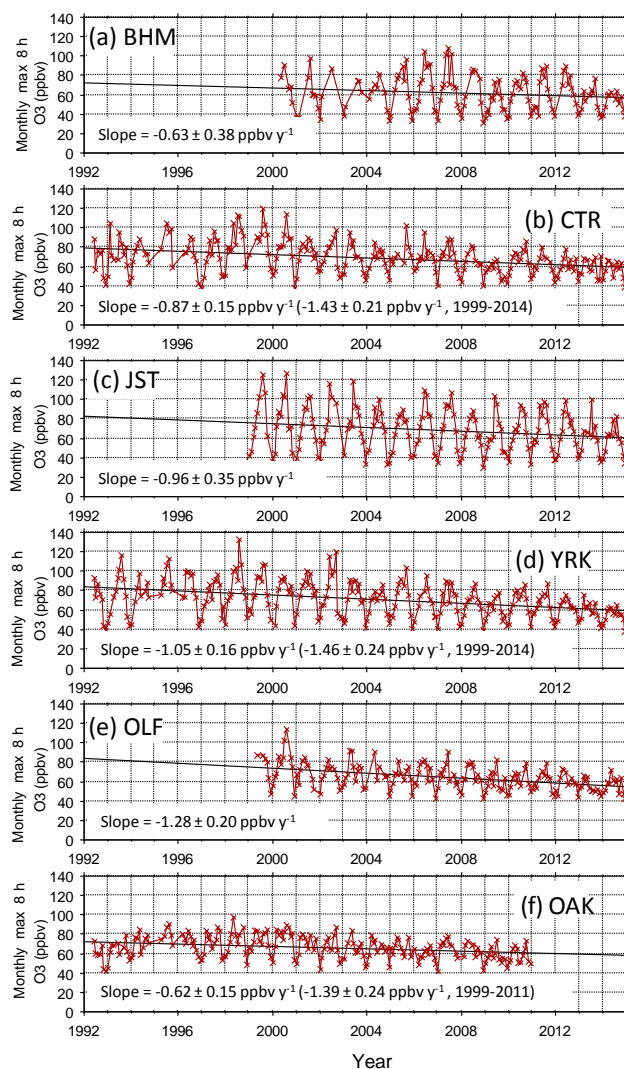 Monthly max 8 h
O3 (ppbv)
140
120
100
80
60
40
20
0
(a) BHM
Slope = -0.63 ± 0.38 ppbv y-1
1992 1996 2000 2004 2008 2012
Monthly max 8 h
O3 (ppbv)
140
120
100
80
60
40
20
0
(b) CTR
Slope = -0.87 ± 0.15 ppbv y-1 (-1.43 ± 0.21 ppbv y-1, 1999-2014)
1992 1996 2000 2004 2008 2012
Monthly max 8 h
O3 (ppbv)
140
120
100
80
60
40
20
0
(c) JST
Slope = -0.96 ± 0.35 ppbv y-1
1992 1996 2000 2004 2008 2012
Monthly max 8 h
O3 (ppbv)
140
120
100
80
60
40
20
0
(d) YRK
Slope = -1.05 ± 0.16 ppbv y-1 (-1.46 ± 0.24 ppbv y-1, 1999-2014)
1992 1996 2000 2004 2008 2012
Monthly max 8 h
O3 (ppbv)
140
120
100
80
60
40
20
0
(e) OLF
Slope = -1.28 ± 0.20 ppbv y-1
1992 1996 2000 2004 2008 2012
Monthly max 8 h
O3 (ppbv)
140
120
100
80
60
40
20
0
(f) OAK
Slope = -0.62 ± 0.15 ppbv y-1 (-1.39 ± 0.24 ppbv y-1, 1999-2011)
1992 1996 2000 2004 2008 2012
Year